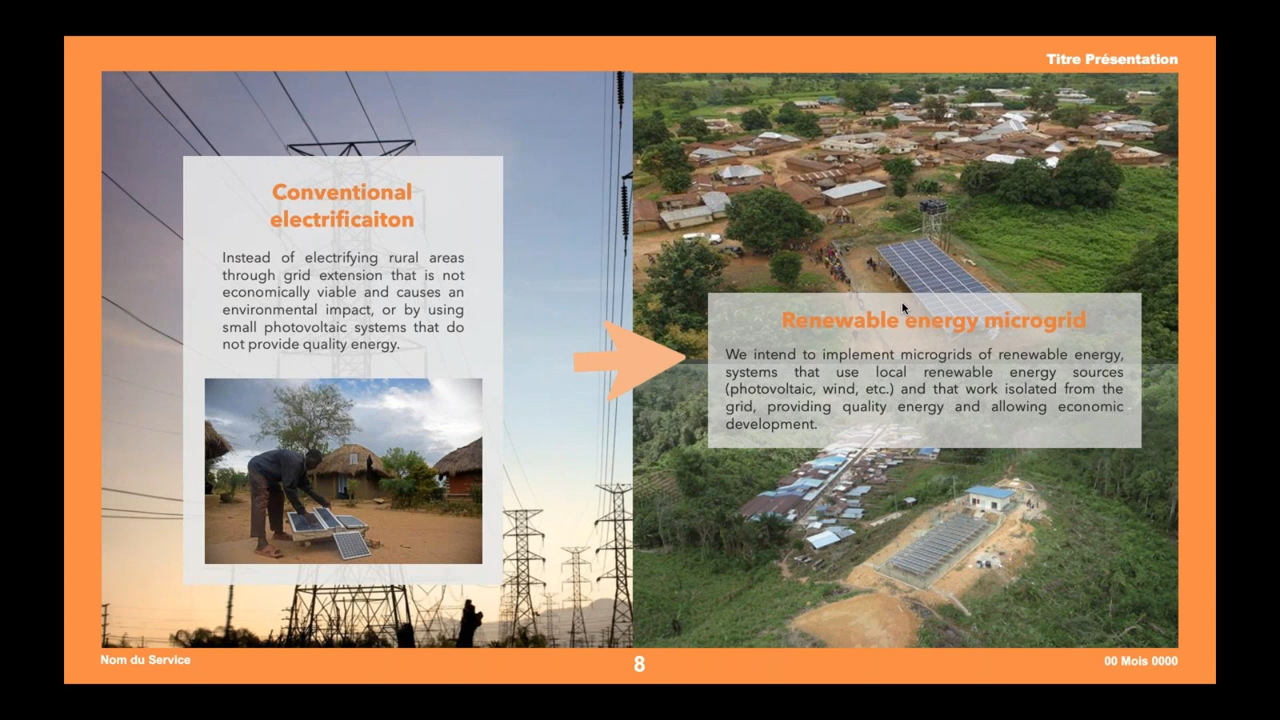 Titre Présentation
Conventional
electrificaiton
Instead of electrifying rural areas
through grid extension that is not
economically viable and causes an
environmental impact, or by using
small photovoltaic systems that do
not provide quality energy.
Renewable energy microgrid
We intend to implement microgrids of renewable energy,
systems that use local renewable energy sources
(photovoltaic, wind, etc.) and that work isolated from the
grid, providing quality energy and allowing economic
development.
Nom du Service
8
00 Mois 0000